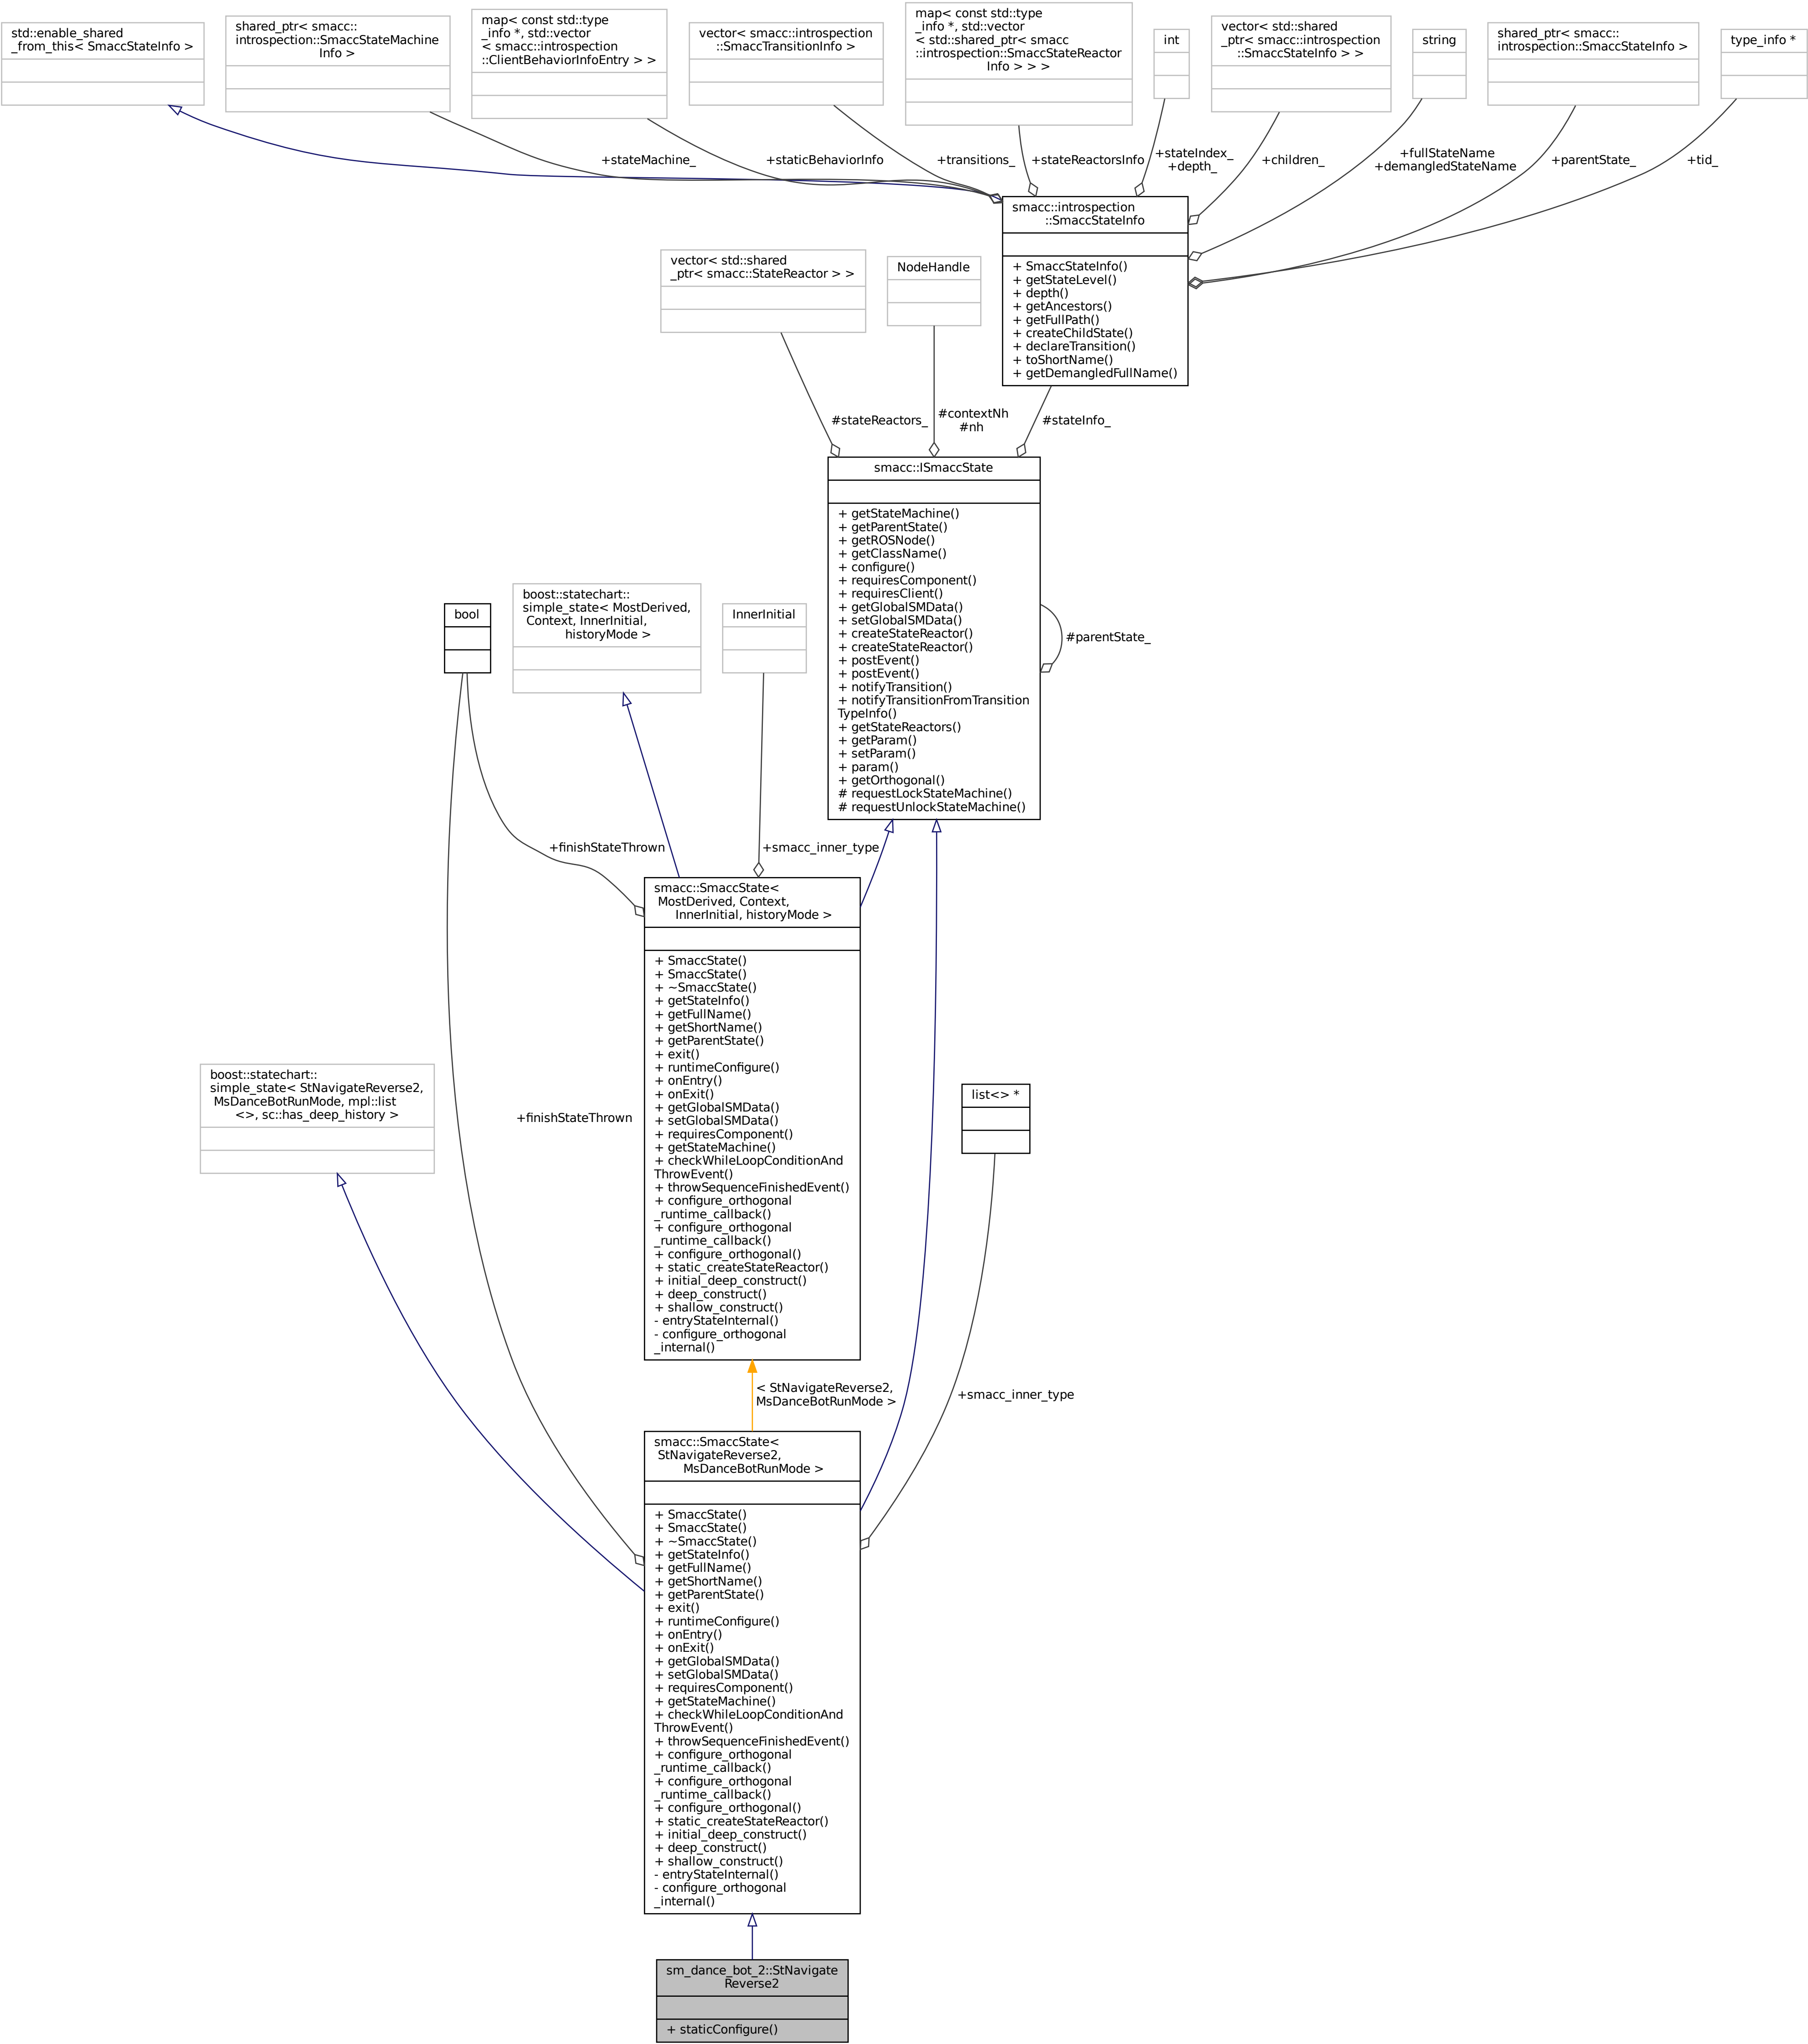 std::enable_shared
_from_this< SmaccStateInfo >
shared_ptr< smacc::
introspection::SmaccStateMachine
Info >
map< const std::type
_info *, std::vector
< smacc::introspection
::ClientBehaviorInfoEntry > >
vector< smacc::introspection
::SmaccTransitionInfo >
map< const std::type
_info *, std::vector
< std::shared_ptr< smacc
::introspection::SmaccStateReactor
Info > > >
int
vector< std::shared
_ptr< smacc::introspection
::SmaccStateInfo > >
string
shared_ptr< smacc::
introspection::SmaccStateInfo >
type_info *
+stateMachine_
+staticBehaviorInfo
+transitions_
+stateReactorsInfo
+stateIndex_
+depth_
+children_
+fullStateName
+demangledStateName
+parentState_
+tid_
smacc::introspection
::SmaccStateInfo
+ SmaccStateInfo()
+ getStateLevel()
+ depth()
+ getAncestors()
+ getFullPath()
+ createChildState()
+ declareTransition()
+ toShortName()
+ getDemangledFullName()
vector< std::shared
_ptr< smacc::StateReactor > >
NodeHandle
#stateReactors_
#contextNh
#nh
#stateInfo_
smacc::ISmaccState
+ getStateMachine()
+ getParentState()
+ getROSNode()
+ getClassName()
+ configure()
+ requiresComponent()
+ requiresClient()
+ getGlobalSMData()
+ setGlobalSMData()
+ createStateReactor()
+ createStateReactor()
+ postEvent()
+ postEvent()
+ notifyTransition()
+ notifyTransitionFromTransition
TypeInfo()
+ getStateReactors()
+ getParam()
+ setParam()
+ param()
+ getOrthogonal()
# requestLockStateMachine()
# requestUnlockStateMachine()
#parentState_
bool
boost::statechart::
simple_state< MostDerived,
Context, InnerInitial,
historyMode >
InnerInitial
+finishStateThrown
+smacc_inner_type
smacc::SmaccState<
MostDerived, Context,
InnerInitial, historyMode >
+ SmaccState()
+ SmaccState()
+ ~SmaccState()
+ getStateInfo()
+ getFullName()
+ getShortName()
+ getParentState()
+ exit()
+ runtimeConfigure()
+ onEntry()
+ onExit()
+ getGlobalSMData()
+ setGlobalSMData()
+ requiresComponent()
+ getStateMachine()
+ checkWhileLoopConditionAnd
ThrowEvent()
+ throwSequenceFinishedEvent()
+ configure_orthogonal
_runtime_callback()
+ configure_orthogonal
_runtime_callback()
+ configure_orthogonal()
+ static_createStateReactor()
+ initial_deep_construct()
+ deep_construct()
+ shallow_construct()
- entryStateInternal()
- configure_orthogonal
_internal()
boost::statechart::
simple_state< StNavigateReverse2,
MsDanceBotRunMode, mpl::list
<>, sc::has_deep_history >
+finishStateThrown
list<> *
< StNavigateReverse2,
MsDanceBotRunMode >
+smacc_inner_type
smacc::SmaccState<
StNavigateReverse2,
MsDanceBotRunMode >
+ SmaccState()
+ SmaccState()
+ ~SmaccState()
+ getStateInfo()
+ getFullName()
+ getShortName()
+ getParentState()
+ exit()
+ runtimeConfigure()
+ onEntry()
+ onExit()
+ getGlobalSMData()
+ setGlobalSMData()
+ requiresComponent()
+ getStateMachine()
+ checkWhileLoopConditionAnd
ThrowEvent()
+ throwSequenceFinishedEvent()
+ configure_orthogonal
_runtime_callback()
+ configure_orthogonal
_runtime_callback()
+ configure_orthogonal()
+ static_createStateReactor()
+ initial_deep_construct()
+ deep_construct()
+ shallow_construct()
- entryStateInternal()
- configure_orthogonal
_internal()
sm_dance_bot_2::StNavigate
Reverse2
+ staticConfigure()